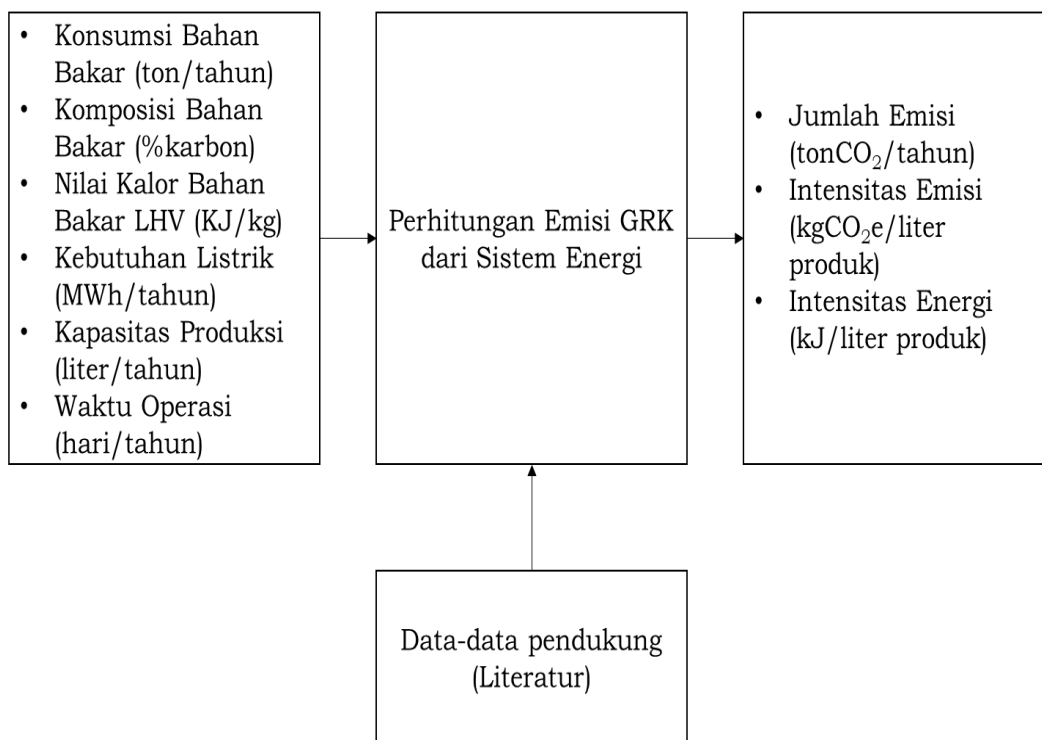 • Konsumsi Bahan
Bakar (ton/tahun)
• Komposisi Bahan
Bakar (%karbon)
• Nilai Kalor Bahan
Bakar LHV (KJ/kg)
• Kebutuhan Listrik
(MWh/tahun)
• Kapasitas Produksi
(liter/tahun)
• Waktu Operasi
(hari/tahun)
Perhitungan Emisi GRK
dari Sistem Energi
• Jumlah Emisi
(tonCO₂/tahun)
• Intensitas Emisi
(kgCO₂e/liter
produk)
• Intensitas Energi
(kJ/liter produk)
Data-data pendukung
(Literatur)